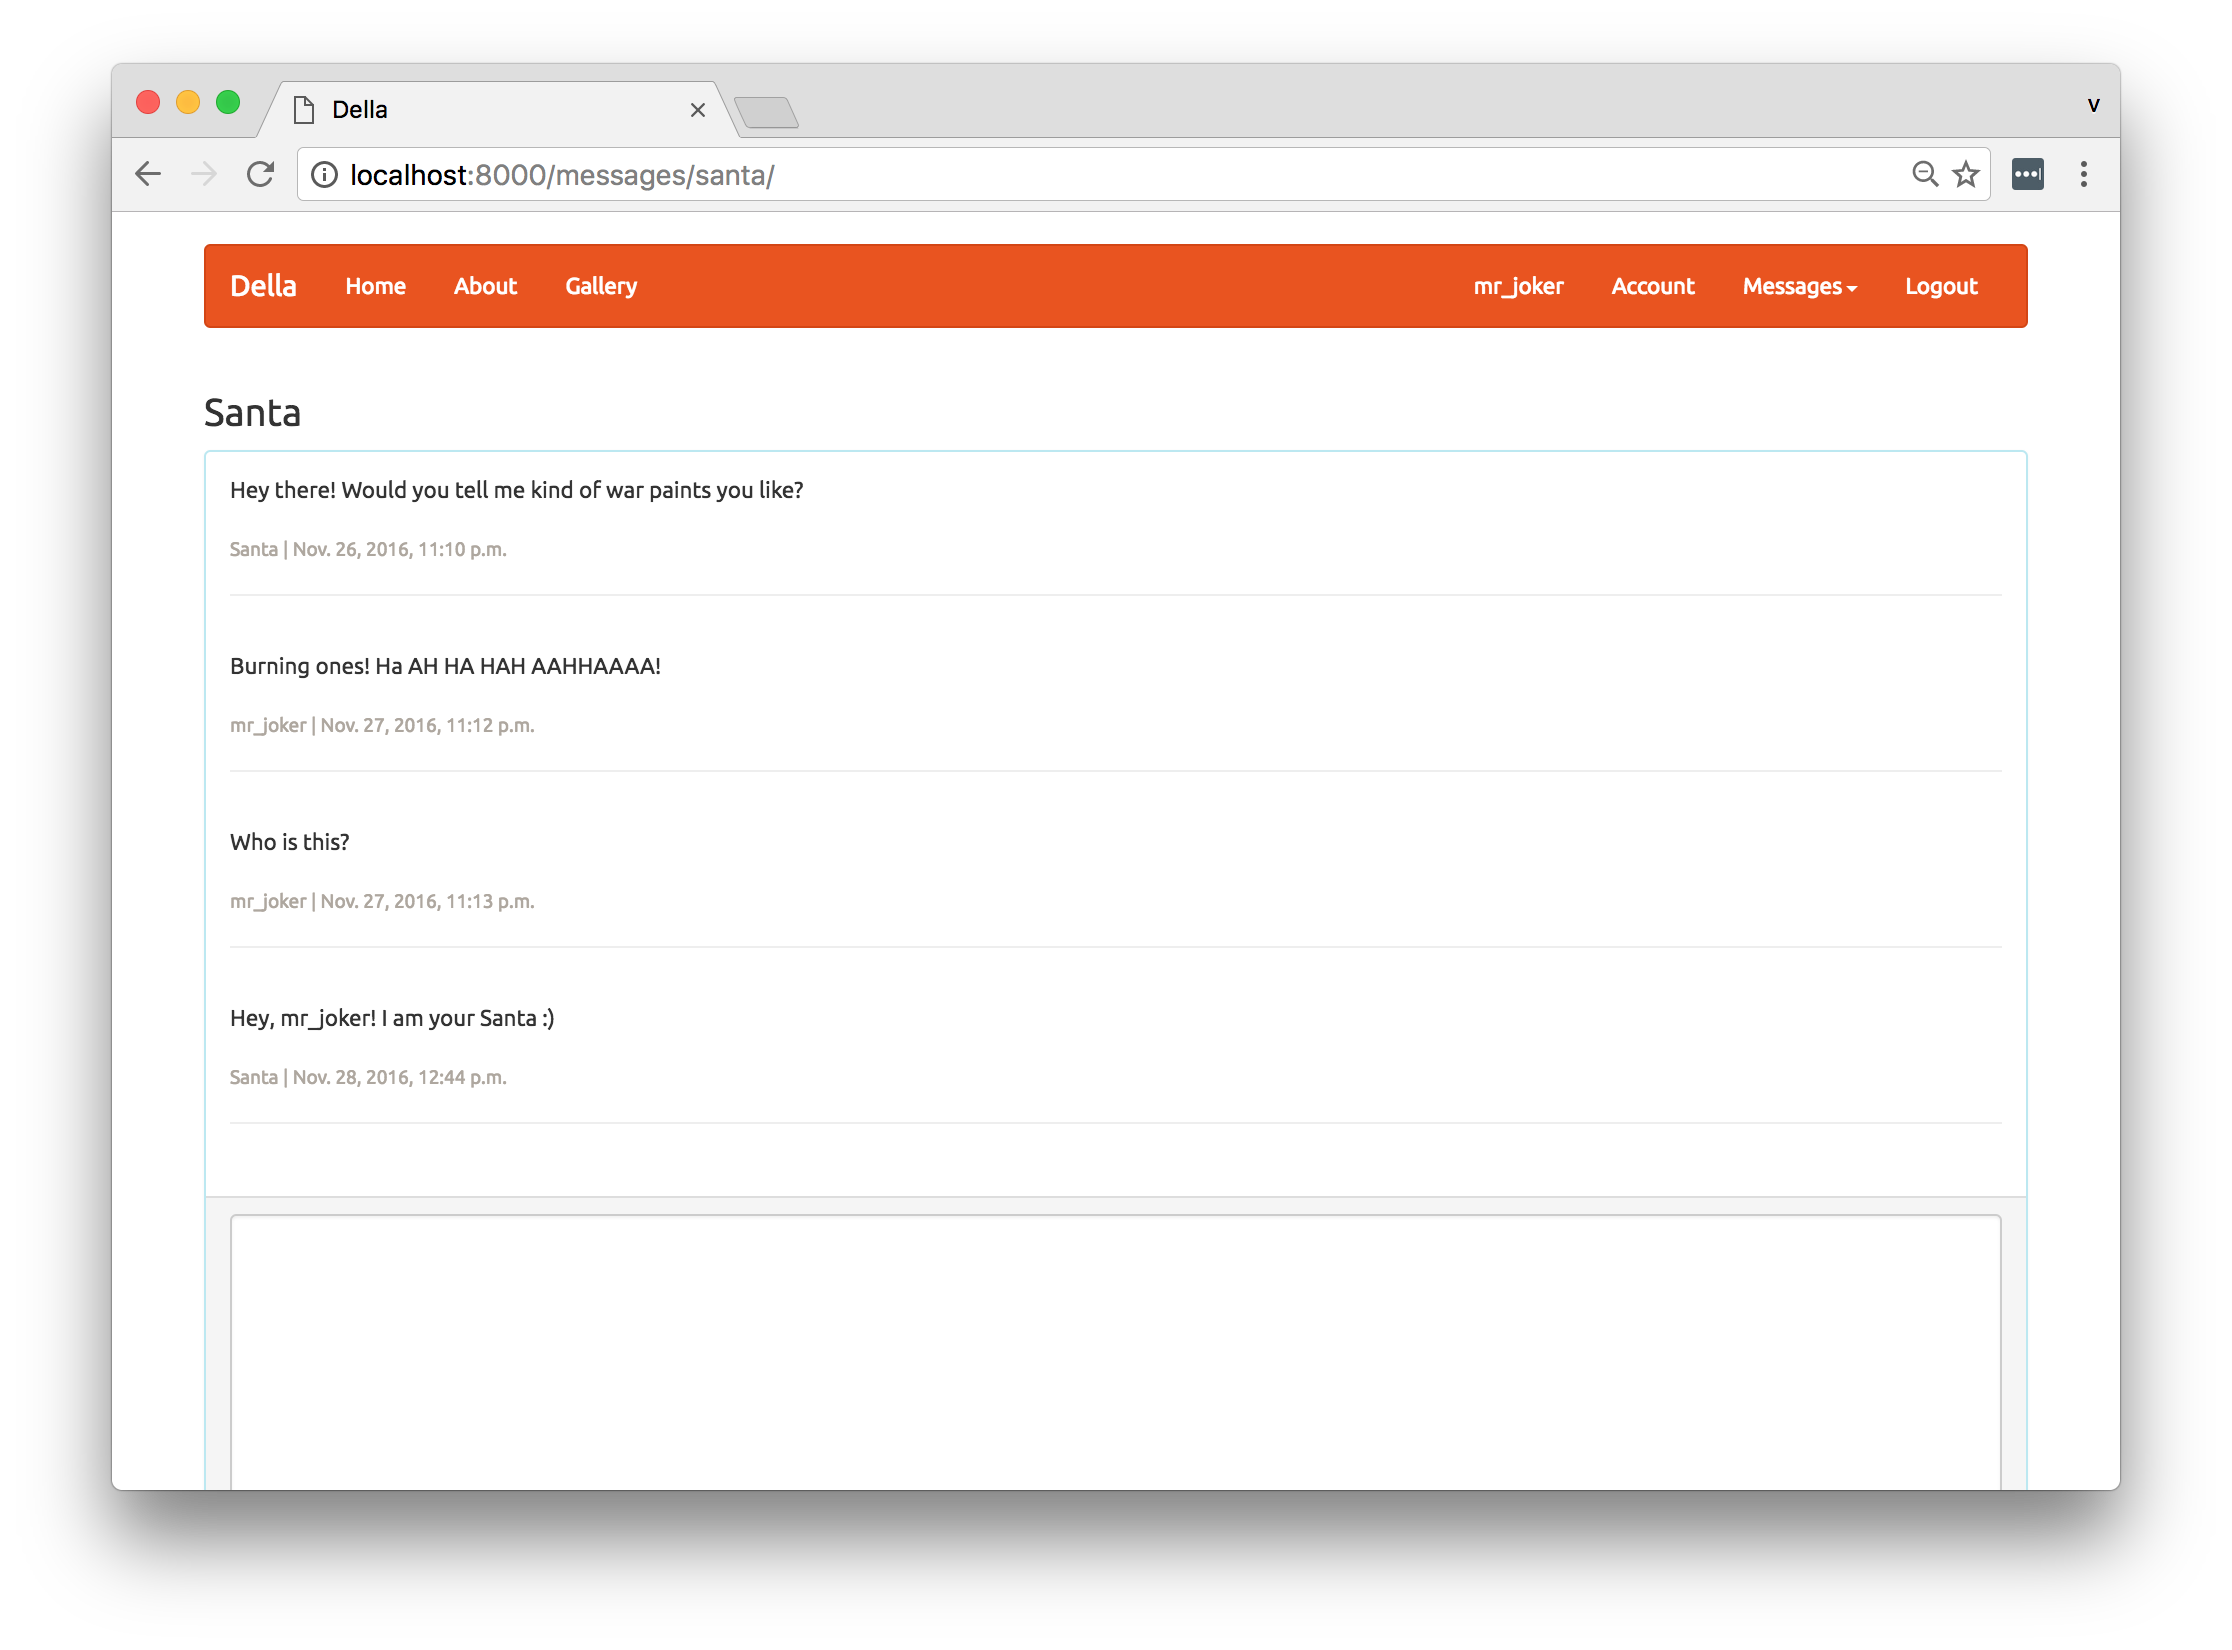 Della
v
localhost:8000/messages/santa/
Della Home About Gallery mr_joker Account Messages Logout
Santa
Hey there! Would you tell me kind of war paints you like?
Santa | Nov. 26, 2016, 11:10 p.m.
Burning ones! Ha AH HA HAH AAHHAAAA!
mr_joker | Nov. 27, 2016, 11:12 p.m.
Who is this?
mr_joker | Nov. 27, 2016, 11:13 p.m.
Hey, mr_joker! I am your Santa :)
Santa | Nov. 28, 2016, 12:44 p.m.